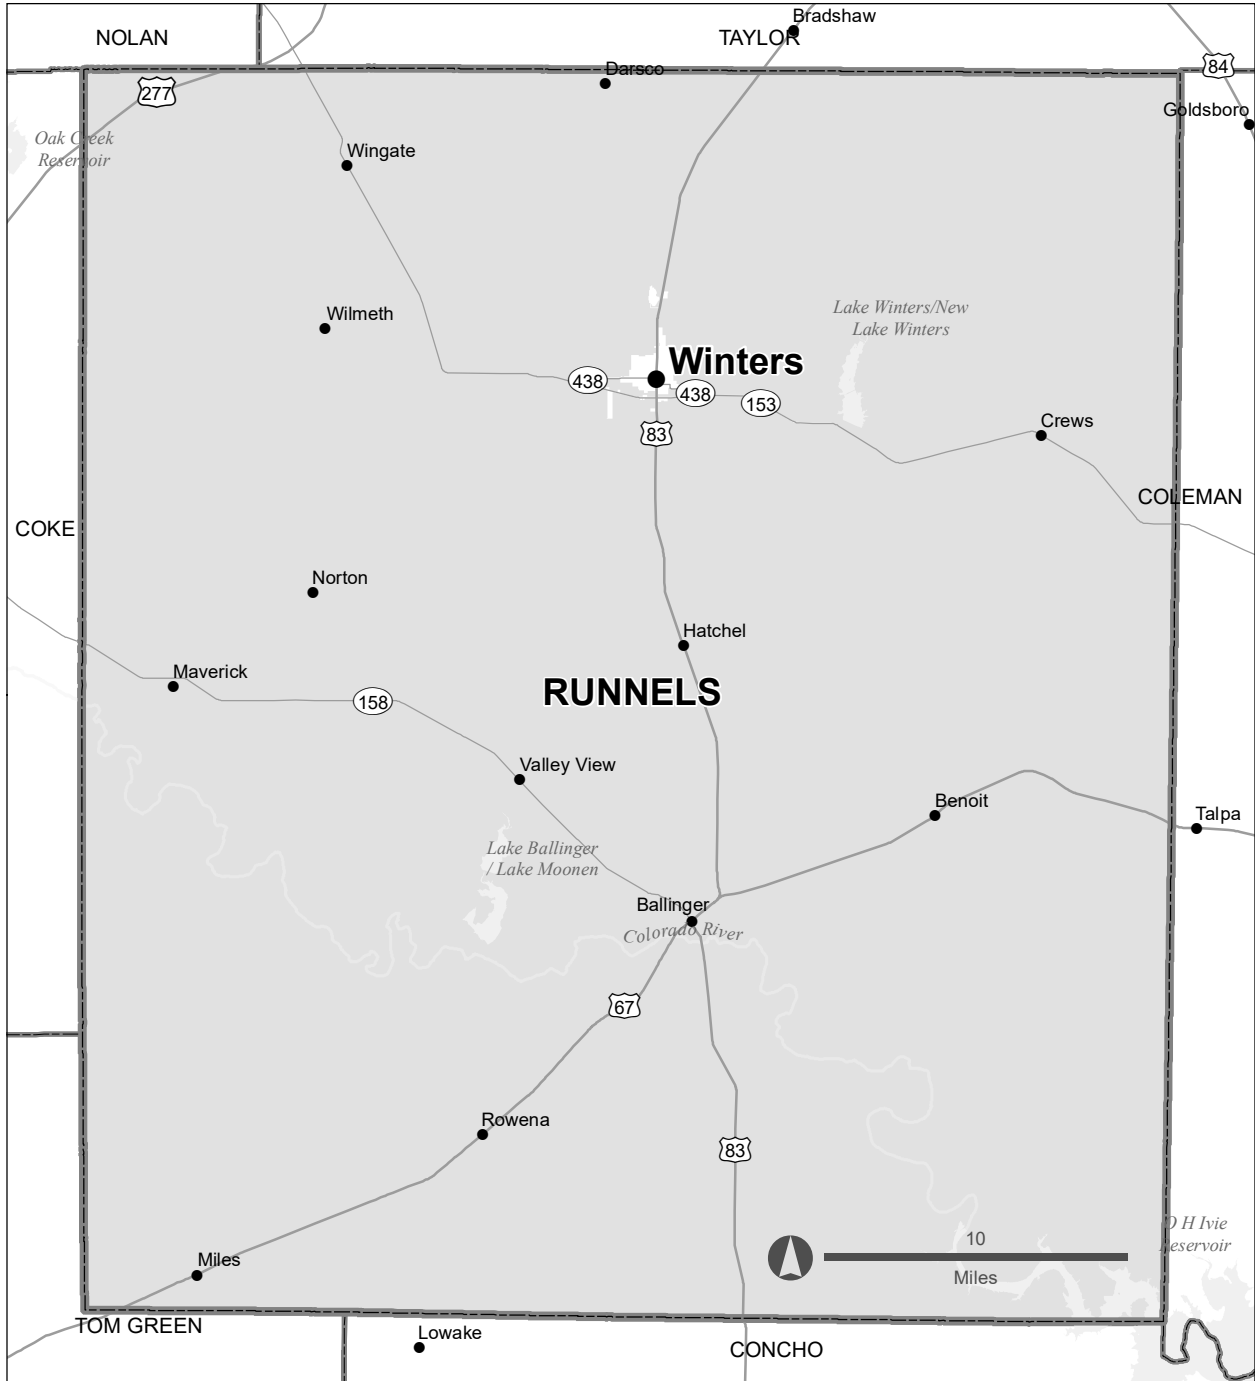 Bradshaw
NOLAN
TAYLOR
84
Darsco
277
Goldsboro
Oak Creek
Reservoir
Wingate
Lake Winters/New
Lake Winters
Wilmeth
Winters
438
438
153
Crews
83
COLEMAN
COKE
Norton
Hatchel
Maverick
RUNNELS
158
Valley View
Benoit
Talpa
Lake Ballinger
/ Lake Moonen
Ballinger
Colorado River
67
Rowena
83
O H Ivie
Reservoir
10
Miles
Miles
TOM GREEN
Lowake
CONCHO